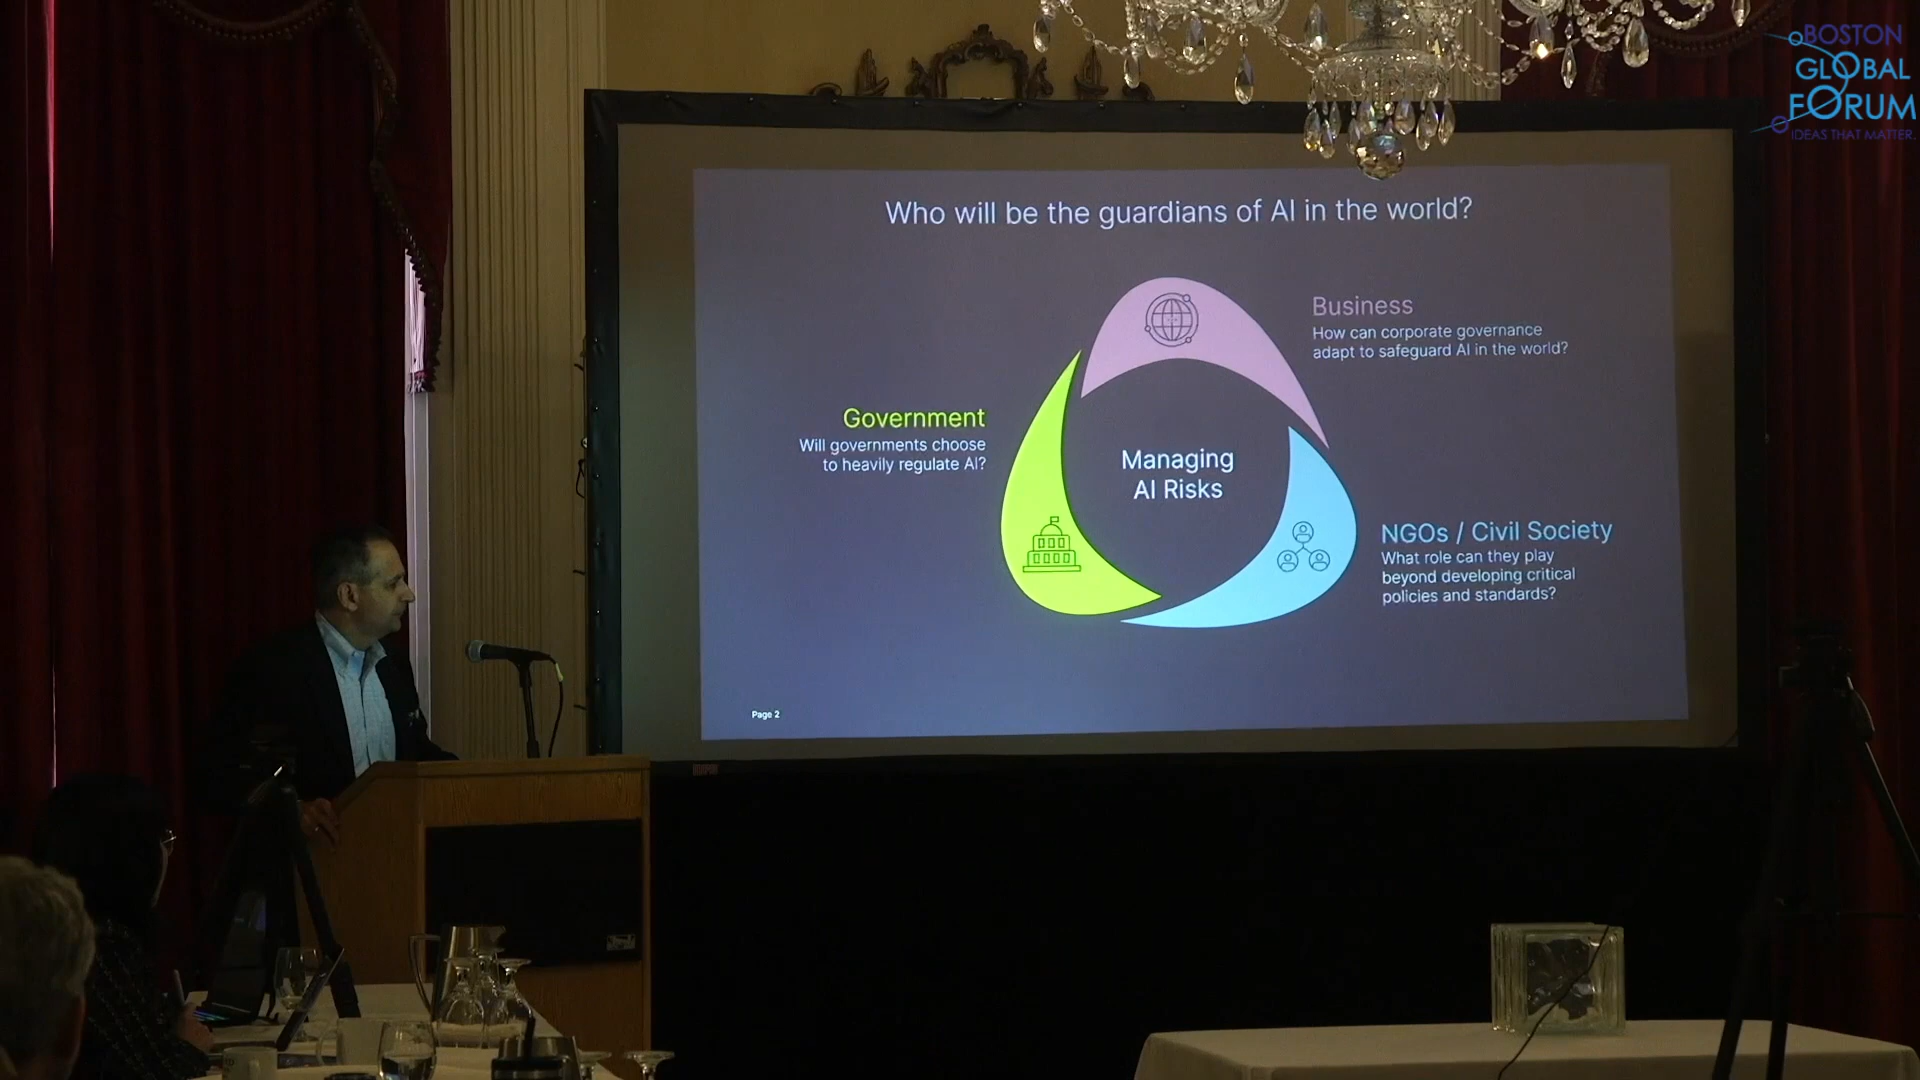 BOSTON
GLOBAL
FORUM
IDEAS THAT MATTER.
Who will be the guardians of AI in the world?
Business
How can corporate governance
adapt to safeguard AI in the world?
Government
Will governments choose
to heavily regulate AI?
Managing
AI Risks
NGOs / Civil Society
What role can they play
beyond developing critical
policies and standards?
Page 2